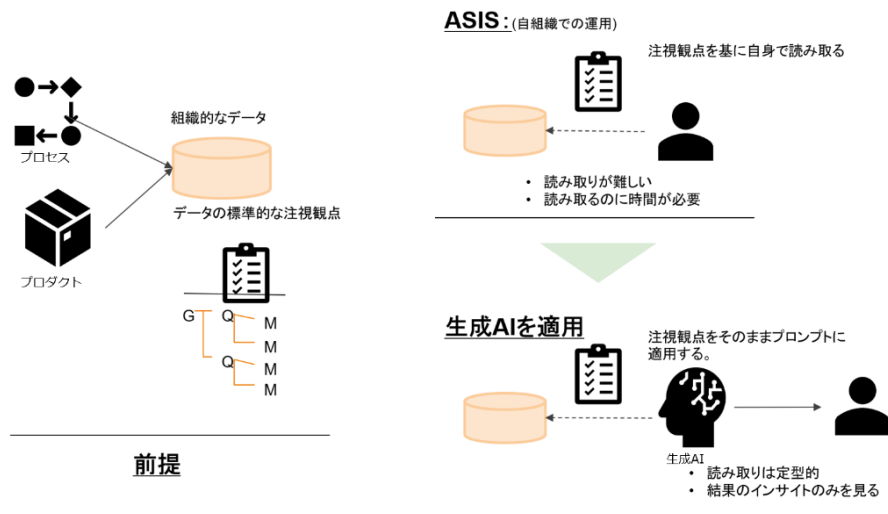 プロセス
プロダクト
組織的なデータ
データの標準的な注視観点
G
Q
M
M
Q
M
M
前提
ASIS:(自組織での運用)
注視観点を基に自身で読み取る
• 読み取りが難しい
• 読み取るのに時間が必要
生成AIを適用
注視観点をそのままプロンプトに
適用する。
生成AI
• 読み取りは定型的
• 結果のインサイトのみを見る